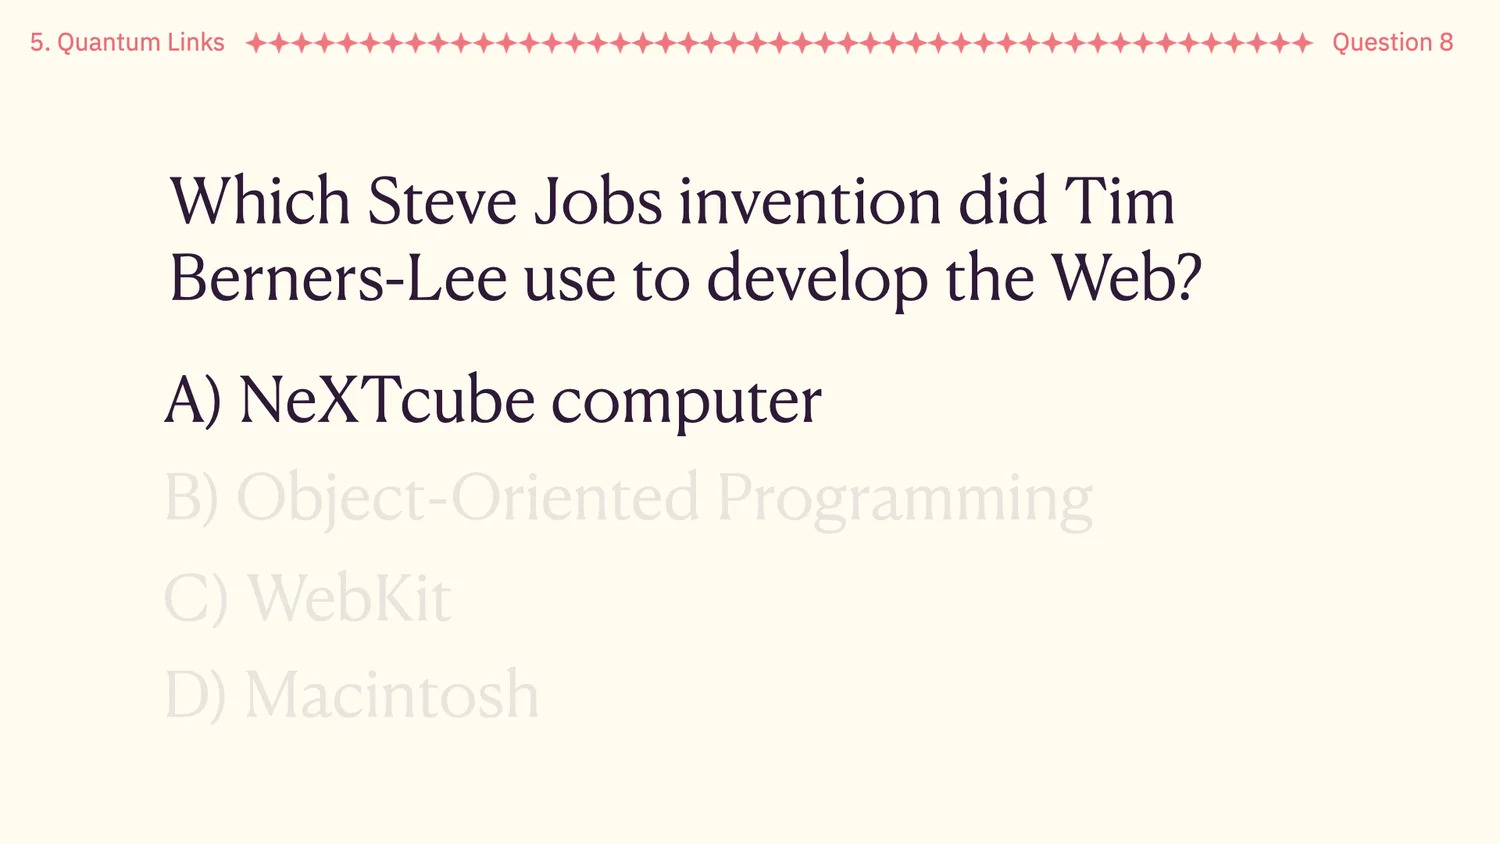 5. Quantum Links
Question 8
Which Steve Jobs invention did Tim
Berners-Lee use to develop the Web?
A) NeXTcube computer
B) Object-Oriented Programming
C) WebKit
D) Macintosh